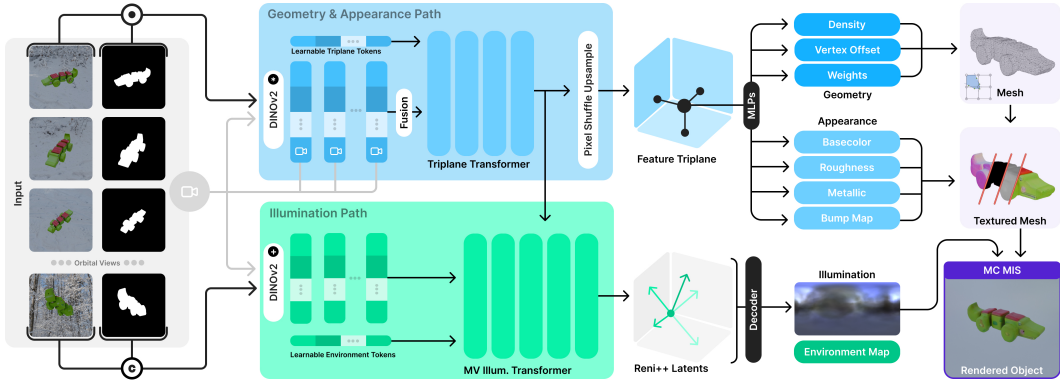 Geometry & Appearance Path
Learnable Triplane Tokens
DINOv2
Fusion
Triplane Transformer
Pixel Shuffle Upsample
Feature Triplane
MLPs
Density
Vertex Offset
Weights
Geometry
Mesh
Appearance
Basecolor
Roughness
Metallic
Bump Map
Textured Mesh
Input
Orbital Views
C
Illumination Path
DINOv2
Learnable Environment Tokens
MV Illum. Transformer
Reni++ Latents
Decoder
Illumination
Environment Map
MC MIS
Rendered Object